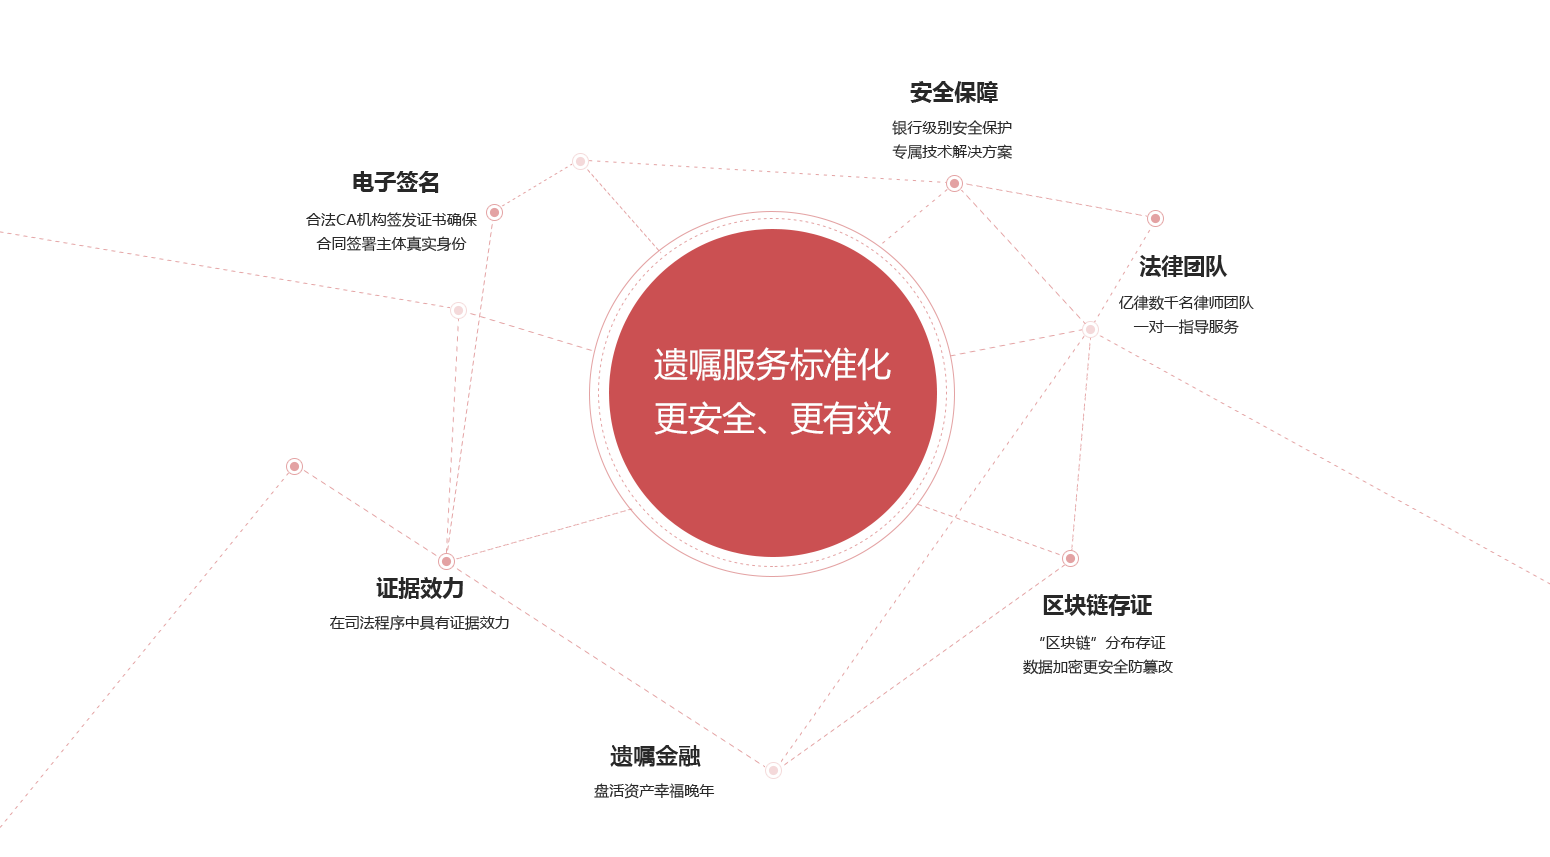 安全保障
银行级别安全保护
专属技术解决方案
电子签名
合法CA机构签发证书确保
合同签署主体真实身份
法律团队
亿律数千名律师团队
一对一指导服务
遗嘱服务标准化
更安全、更有效
证据效力
在司法程序中具有证据效力
区块链存证
“区块链”分布存证
数据加密更安全防篡改
遗嘱金融
盘活资产幸福晚年